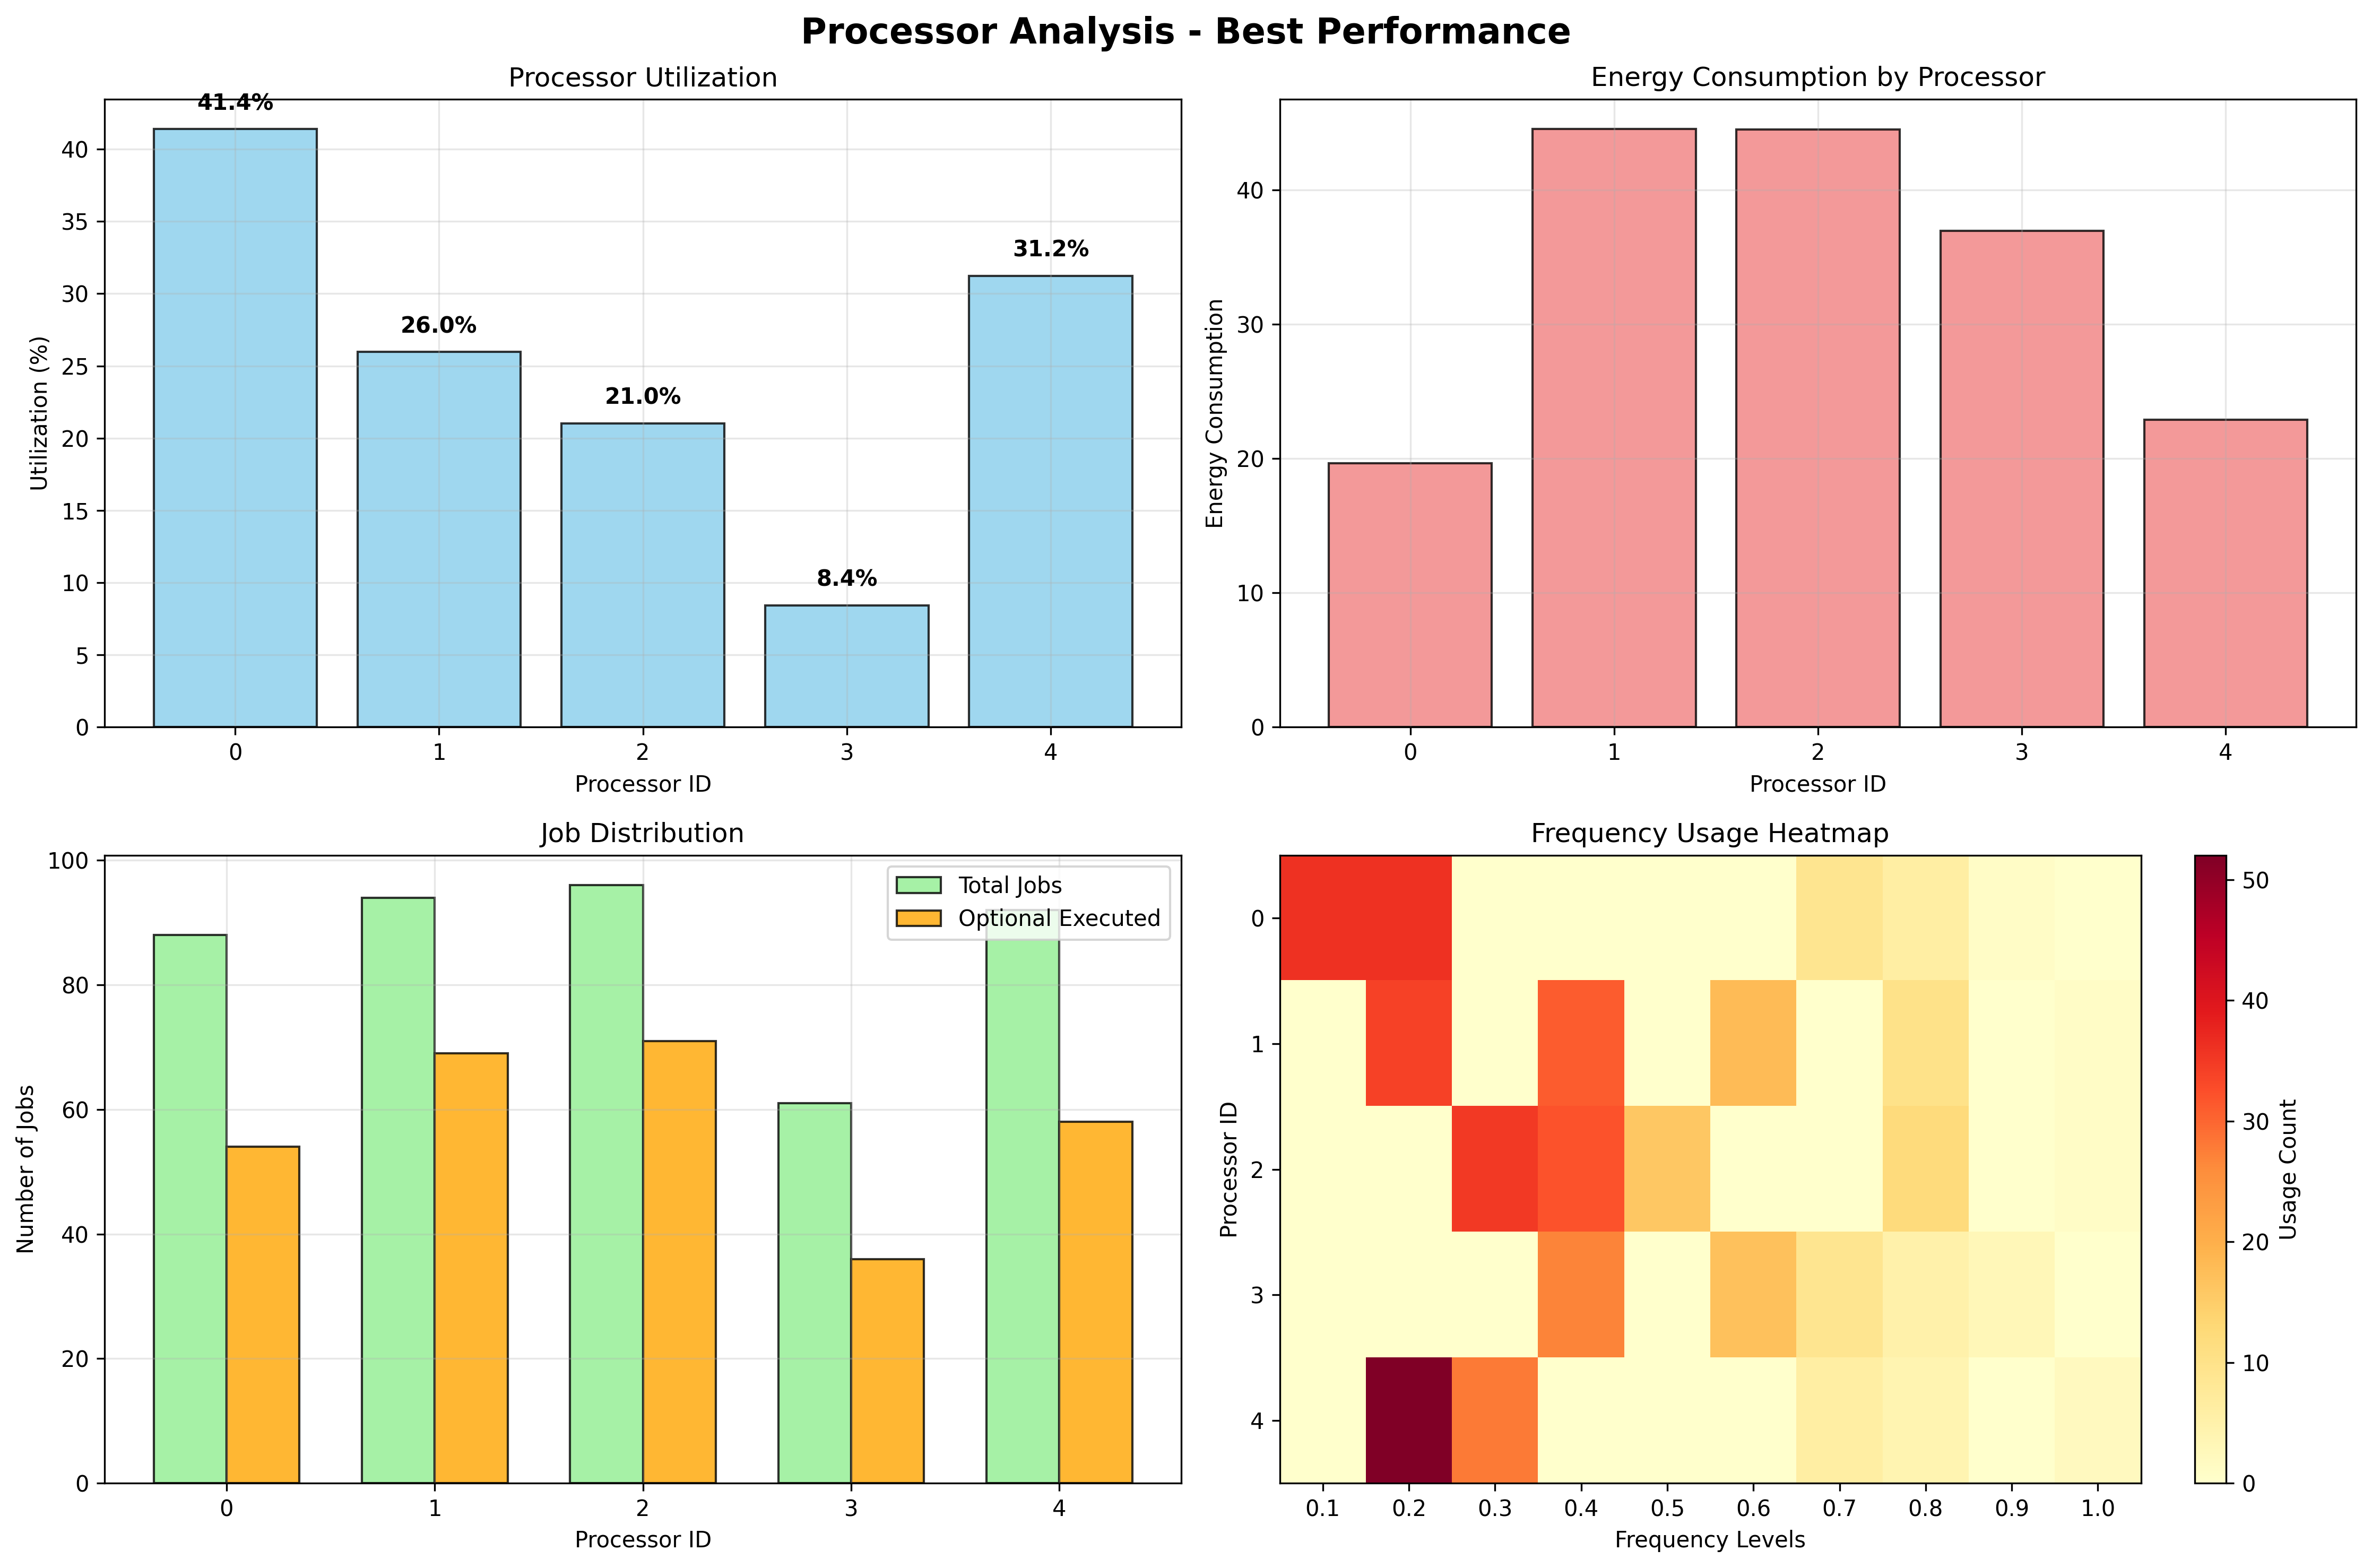 Processor Analysis - Best Performance
Processor Utilization
41.4%
26.0%
21.0%
8.4%
31.2%
40
35
30
25
20
15
10
5
0
Utilization (%)
0 1 2 3 4
Processor ID
Energy Consumption by Processor
40
30
20
10
0
Energy Consumption
0 1 2 3 4
Processor ID
Job Distribution
Total Jobs
Optional Executed
100
80
60
40
20
0
Number of Jobs
0 1 2 3 4
Processor ID
Frequency Usage Heatmap
0
1
2
3
4
Processor ID
0.1 0.2 0.3 0.4 0.5 0.6 0.7 0.8 0.9 1.0
Frequency Levels
50
40
30
20
10
0
Usage Count